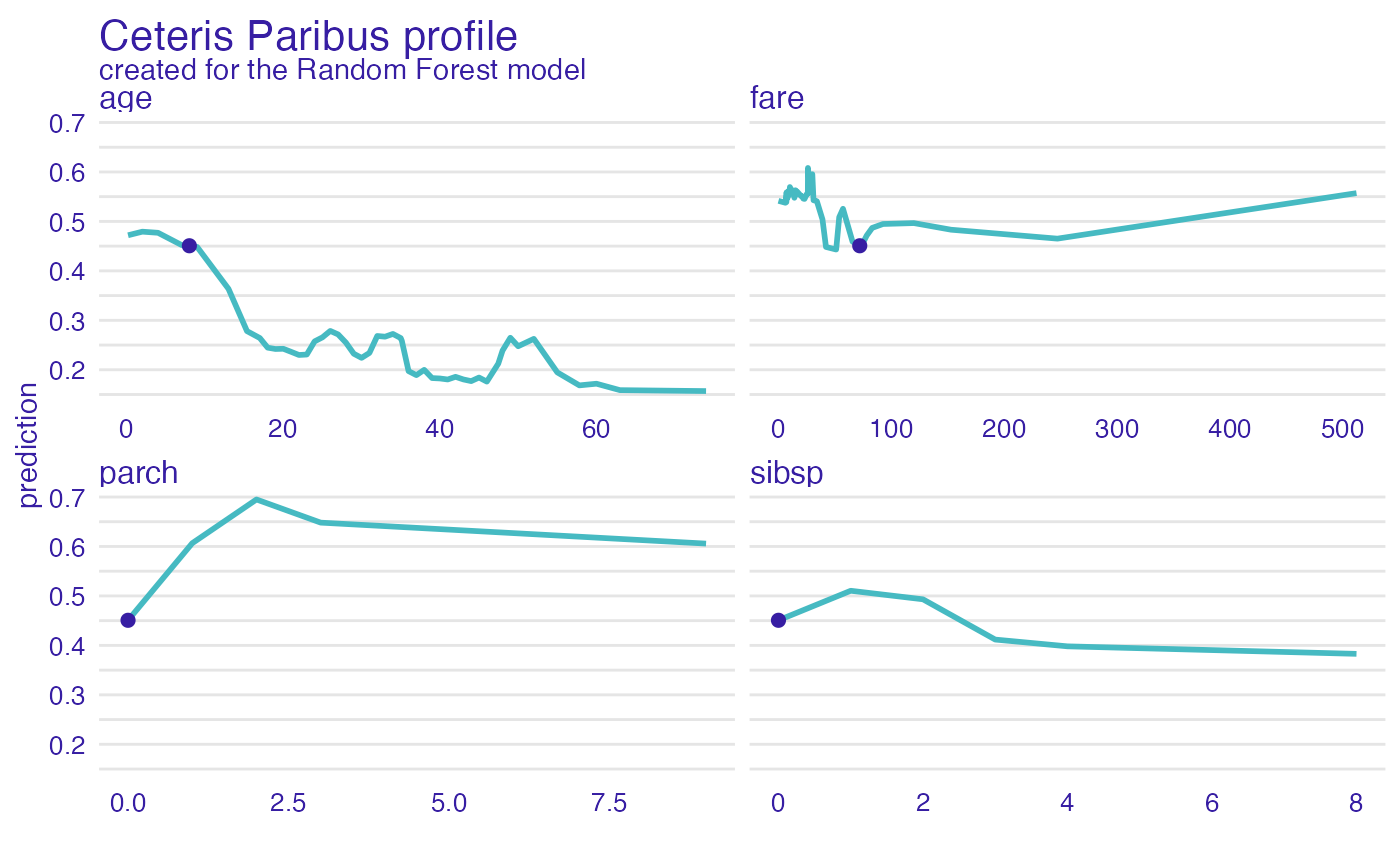 Ceteris Paribus profile
created for the Random Forest model
age
fare
0.7
0.6
0.5
0.4
0.3
0.2
0 20 40 60
0 100 200 300 400 500
prediction
parch
sibsp
0.7
0.6
0.5
0.4
0.3
0.2
0.0 2.5 5.0 7.5
0 2 4 6 8